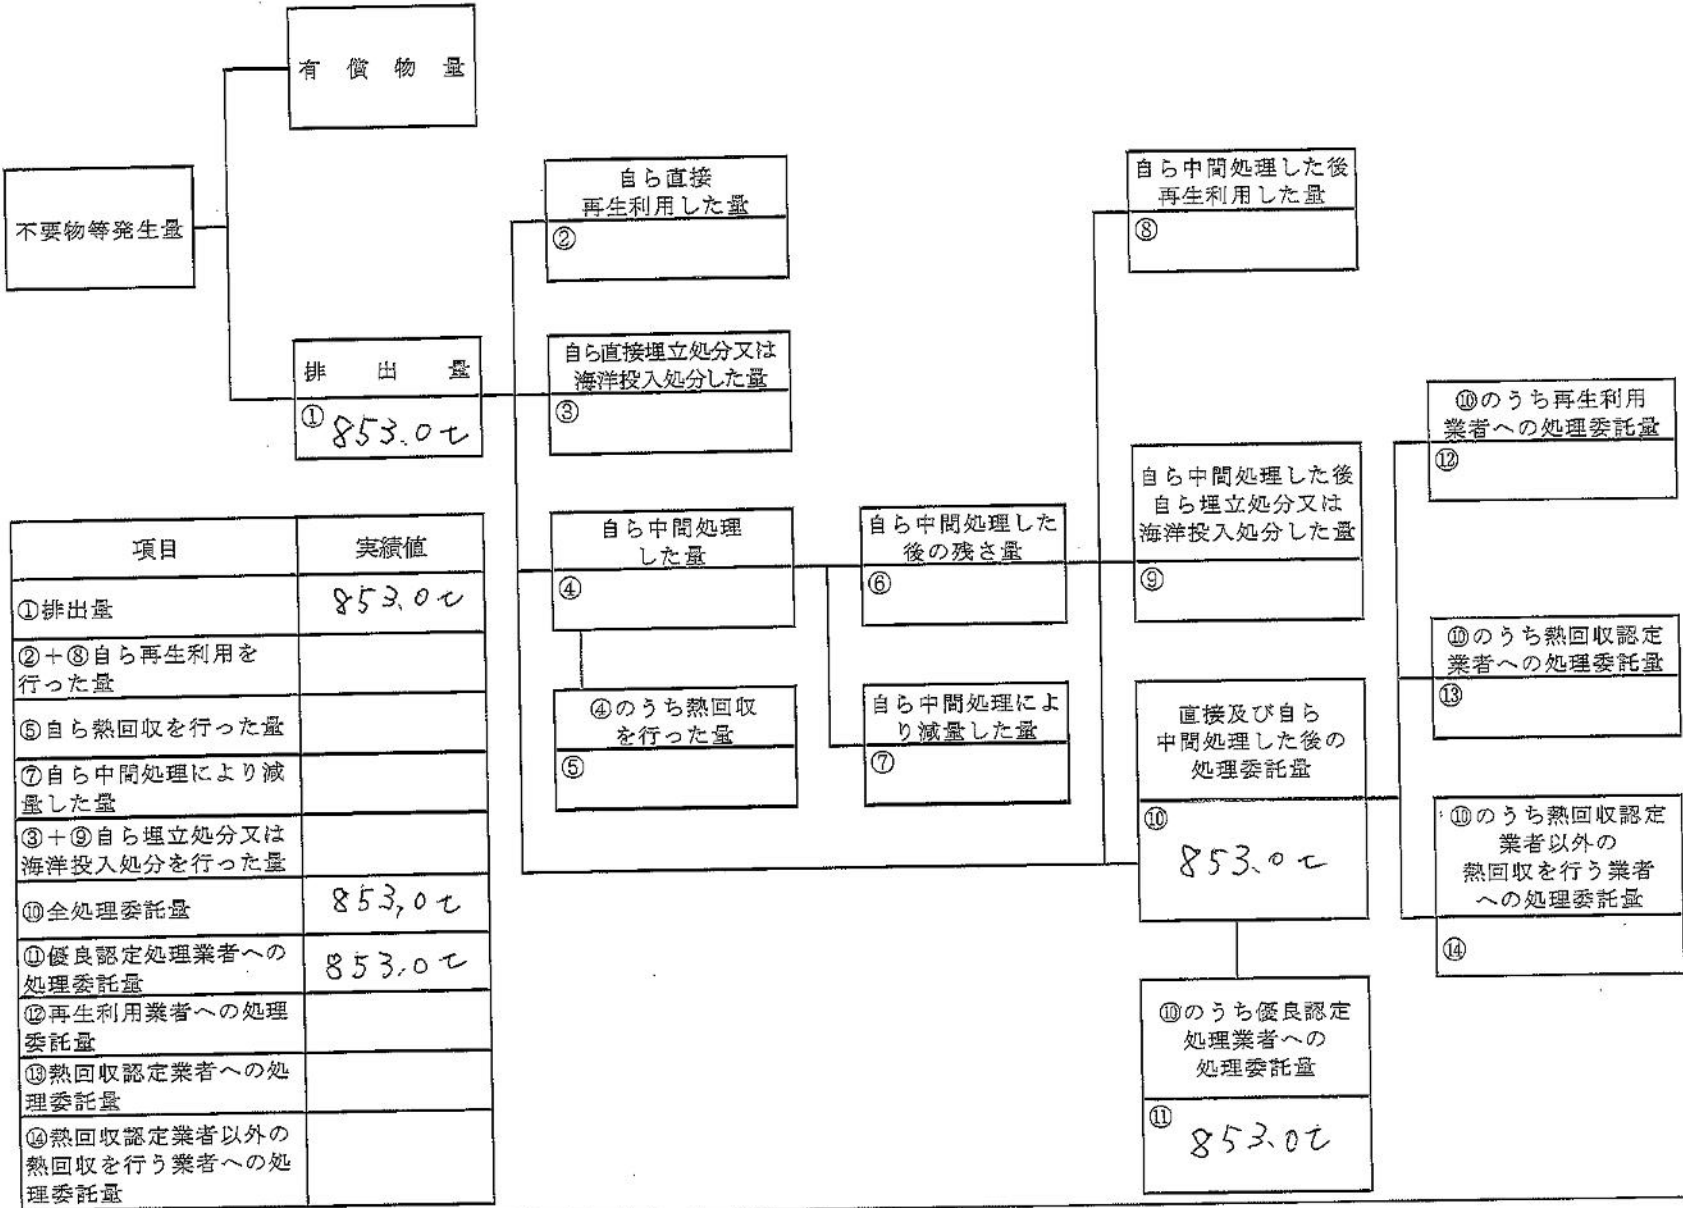 有償物量
不要物等発生量
排出量
①
853.0t
自ら直接
再生利用した量
②
自ら直接埋立処分又は
海洋投入処分した量
③
自ら中間処理
した量
④
④のうち熱回収
を行った量
⑤
自ら中間処理した
後の残さ量
⑥
自ら中間処理によ
り減量した量
⑦
自ら中間処理した後
再生利用した量
⑧
自ら中間処理した後
自ら埋立処分又は
海洋投入処分した量
⑨
直接及び自ら
中間処理した後の
処理委託量
⑩
853.0t
⑩のうち優良認定
処理業者への
処理委託量
⑪
853.0t
⑩のうち再生利用
業者への処理委託量
⑫
⑩のうち熱回収認定
業者への処理委託量
⑬
⑩のうち熱回収認定
業者以外の
熱回収を行う業者
への処理委託量
⑭
項目 実績値
①排出量 853.0t
②+⑧自ら再生利用を
行った量
⑤自ら熱回収を行った量
⑦自ら中間処理により減
量した量
③+⑨自ら埋立処分又は
海洋投入処分を行った量
⑩全処理委託量 853,0t
⑪優良認定処理業者への
処理委託量 853.0t
⑫再生利用業者への処理
委託量
⑬熱回収認定業者への処
理委託量
⑭熱回収認定業者以外の
熱回収を行う業者への処
理委託量